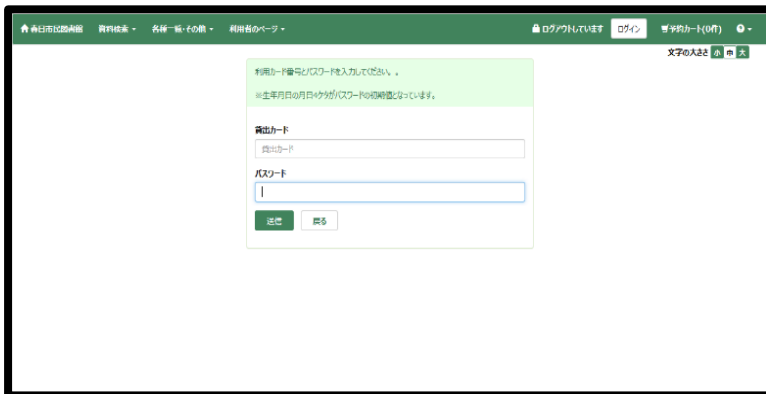 春日市民図書館 資料検索 各種一覧・その他 利用者のページ ログアウトしています ログイン 予約カート(0件)
文字の大きさ 小 中 大
利用カード番号とパスワードを入力してください。。
※生年月日の月日4ケタがパスワードの初期値となっています。
貸出カード
貸出カード
パスワード
送信 戻る